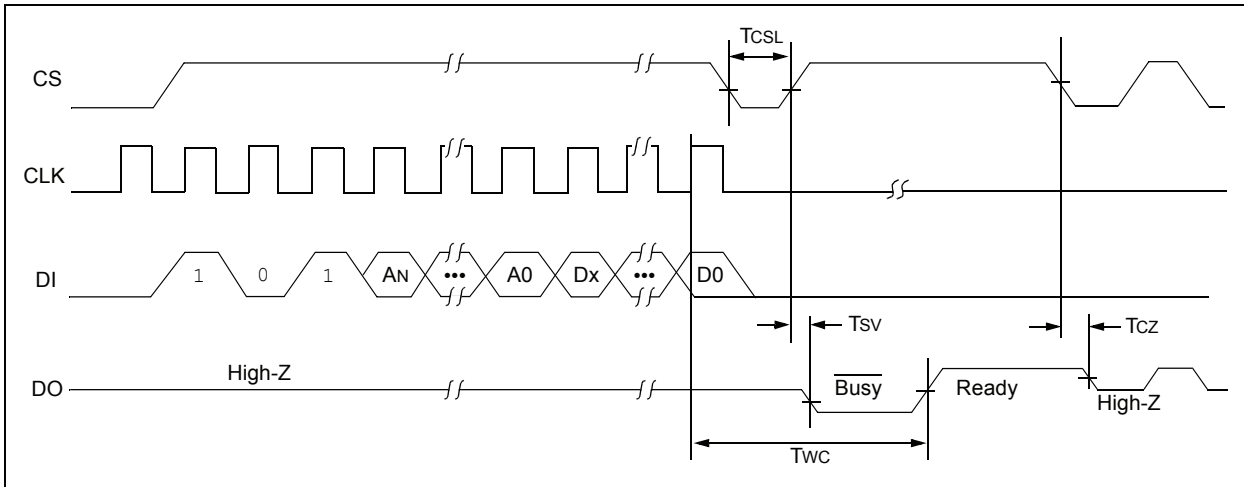 TCSL
CS
CLK
DI
1 0 1 AN ••• A0 Dx ••• D0
TSV
TCZ
DO
High-Z
Busy
Ready
High-Z
TWC